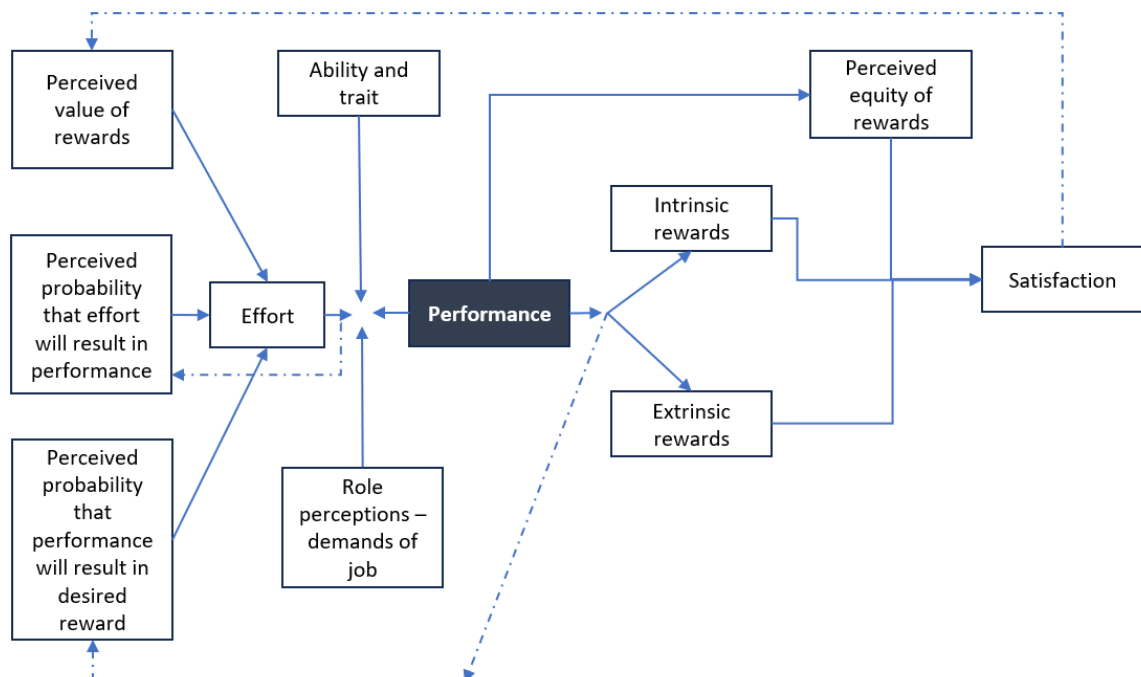 Perceived
value of
rewards
Ability and
trait
Perceived
equity of
rewards
Intrinsic
rewards
Perceived
probability
that effort
will result in
performance
Effort
Performance
Satisfaction
Extrinsic
rewards
Perceived
probability
that
performance
will result in
desired
reward
Role
perceptions –
demands of
job